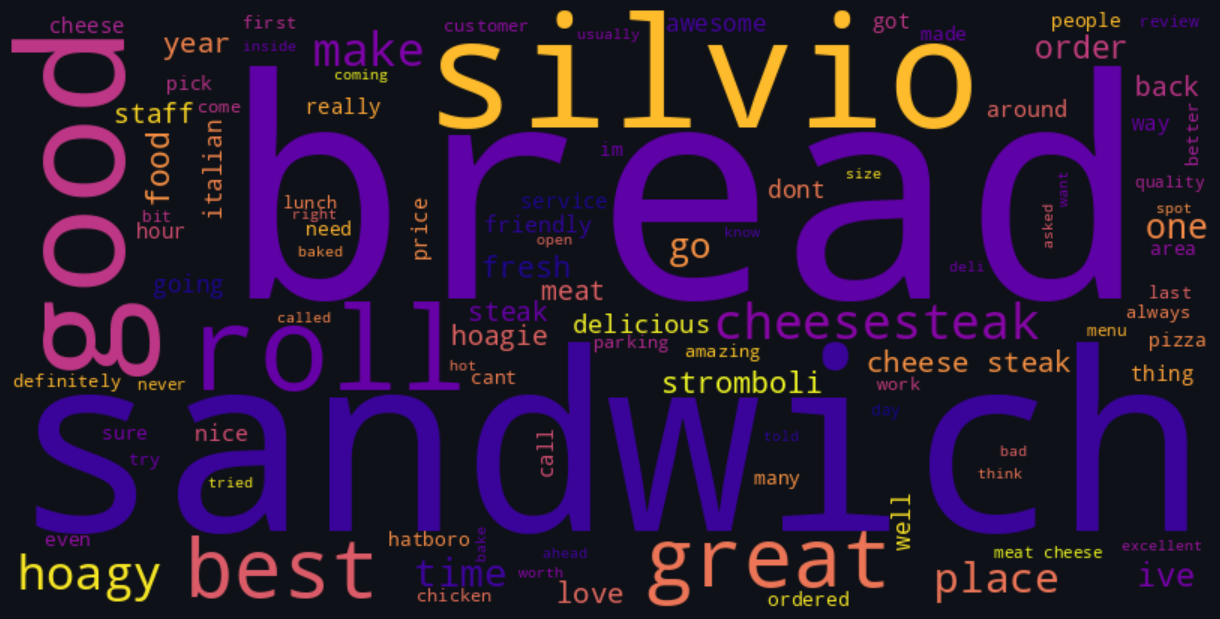 cheese
first
customer
silvio
awesome
got
people
review
good
year
inside
make
usually
made
order
pick
coming
back
staff
come
really
around
way
better
food
italian
bread
im
dont
size
quality
bit
hour
lunch
right
need
baked
price
service
friendly
open
know
go
asked
want
spot
one
area
going
fresh
meat
deli
last
always
called
steak
roll
hoagie
delicious
cheesesteak
menu
pizza
parking
amazing
cheese steak
definitely
never
hot
cant
stromboli
work
thing
sandwich
day
sure
nice
try
call
told
bad
tried
many
think
well
even
hatboro
bake
ahead
great
meat cheese
excellent
hoagy
best
time
worth
place
ive
chicken
love
ordered